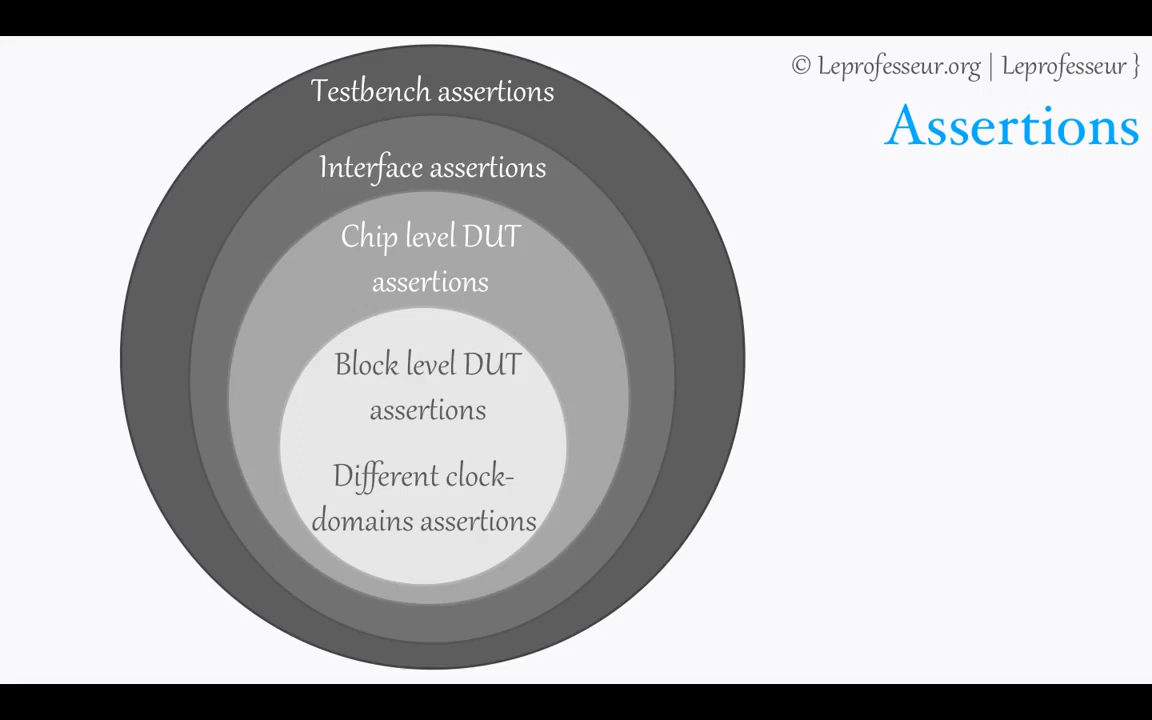 © Leprofesseur.org | Leprofesseur }
Assertions
Testbench assertions
Interface assertions
Chip level DUT
assertions
Block level DUT
assertions
Different clock-
domains assertions